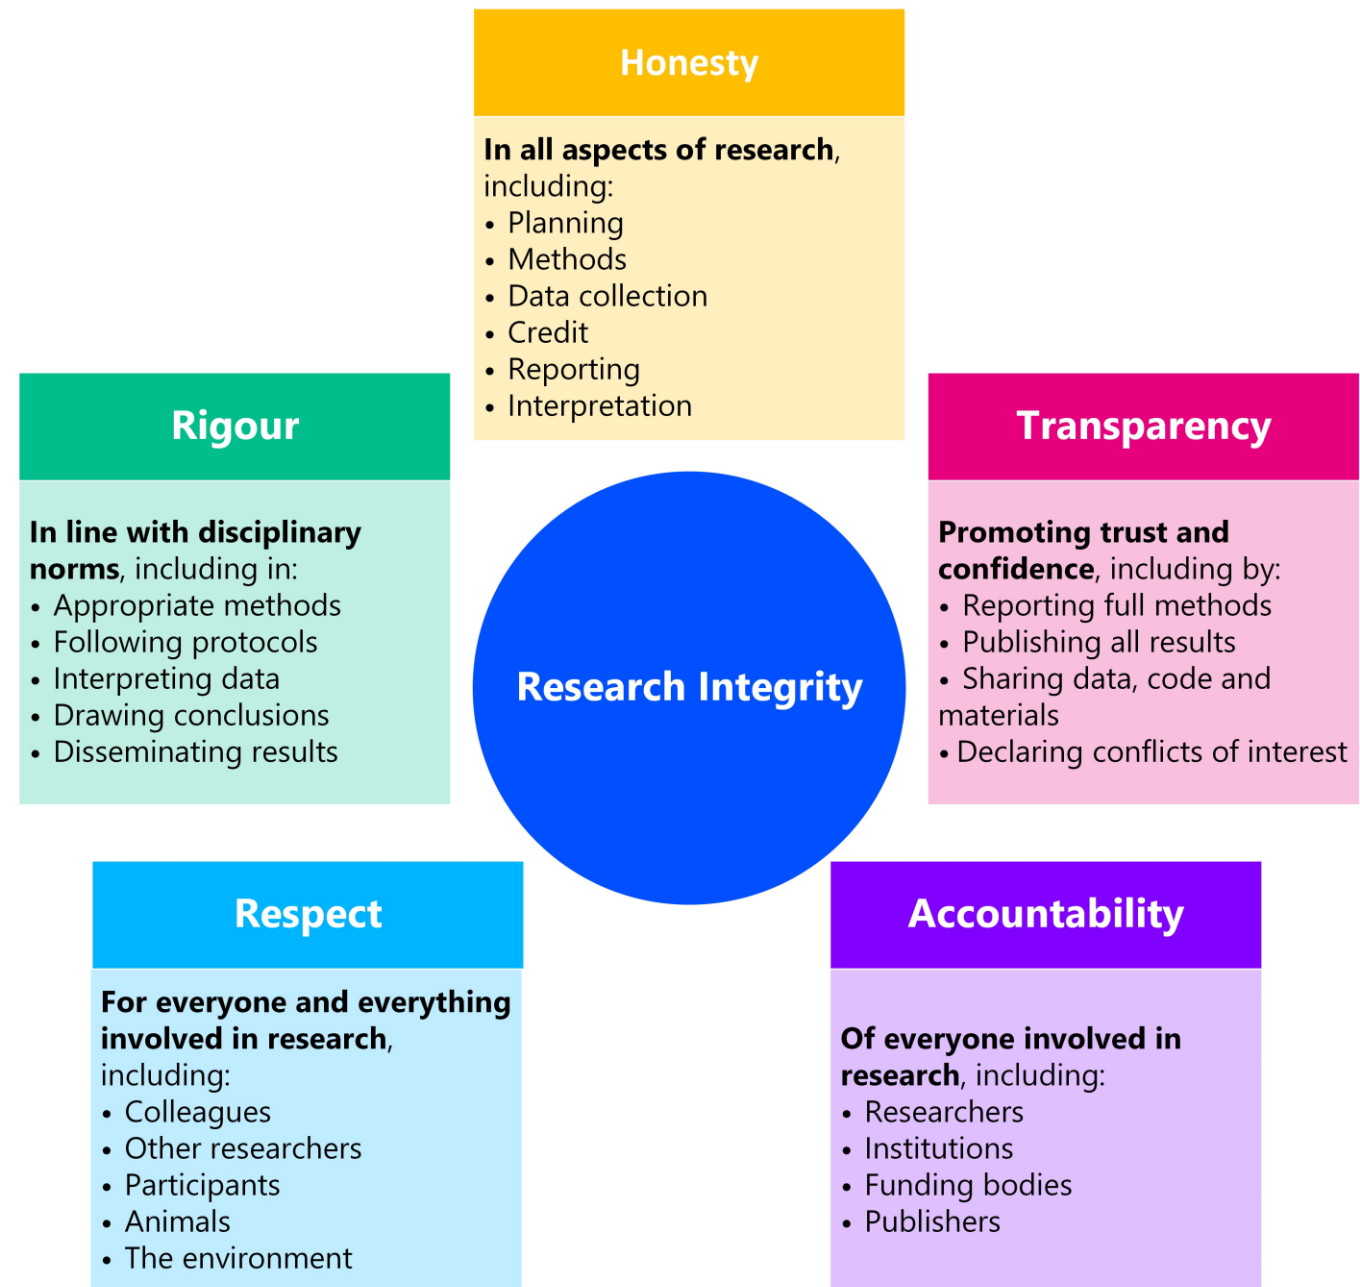 Honesty
In all aspects of research,
including:
• Planning
• Methods
• Data collection
• Credit
• Reporting
• Interpretation
Rigour
In line with disciplinary
norms, including in:
• Appropriate methods
• Following protocols
• Interpreting data
• Drawing conclusions
• Disseminating results
Transparency
Promoting trust and
confidence, including by:
• Reporting full methods
• Publishing all results
• Sharing data, code and
materials
• Declaring conflicts of interest
Research Integrity
Respect
For everyone and everything
involved in research,
including:
• Colleagues
• Other researchers
• Participants
• Animals
• The environment
Accountability
Of everyone involved in
research, including:
• Researchers
• Institutions
• Funding bodies
• Publishers